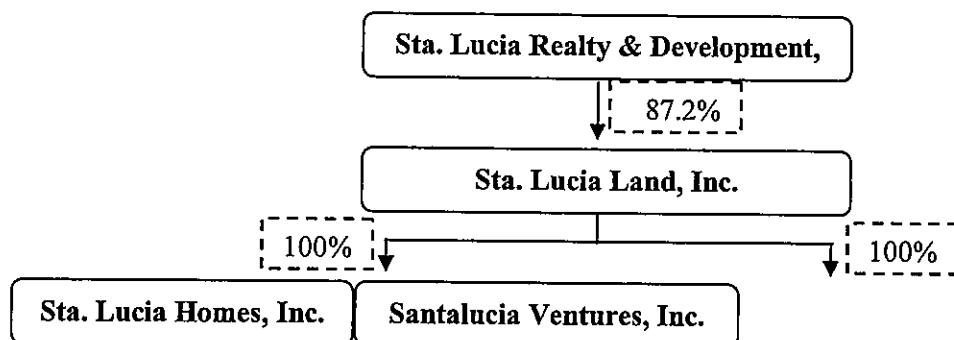 Sta. Lucia Realty & Development,
87.2%
Sta. Lucia Land, Inc.
100%
100%
Sta. Lucia Homes, Inc.
Santalucia Ventures, Inc.